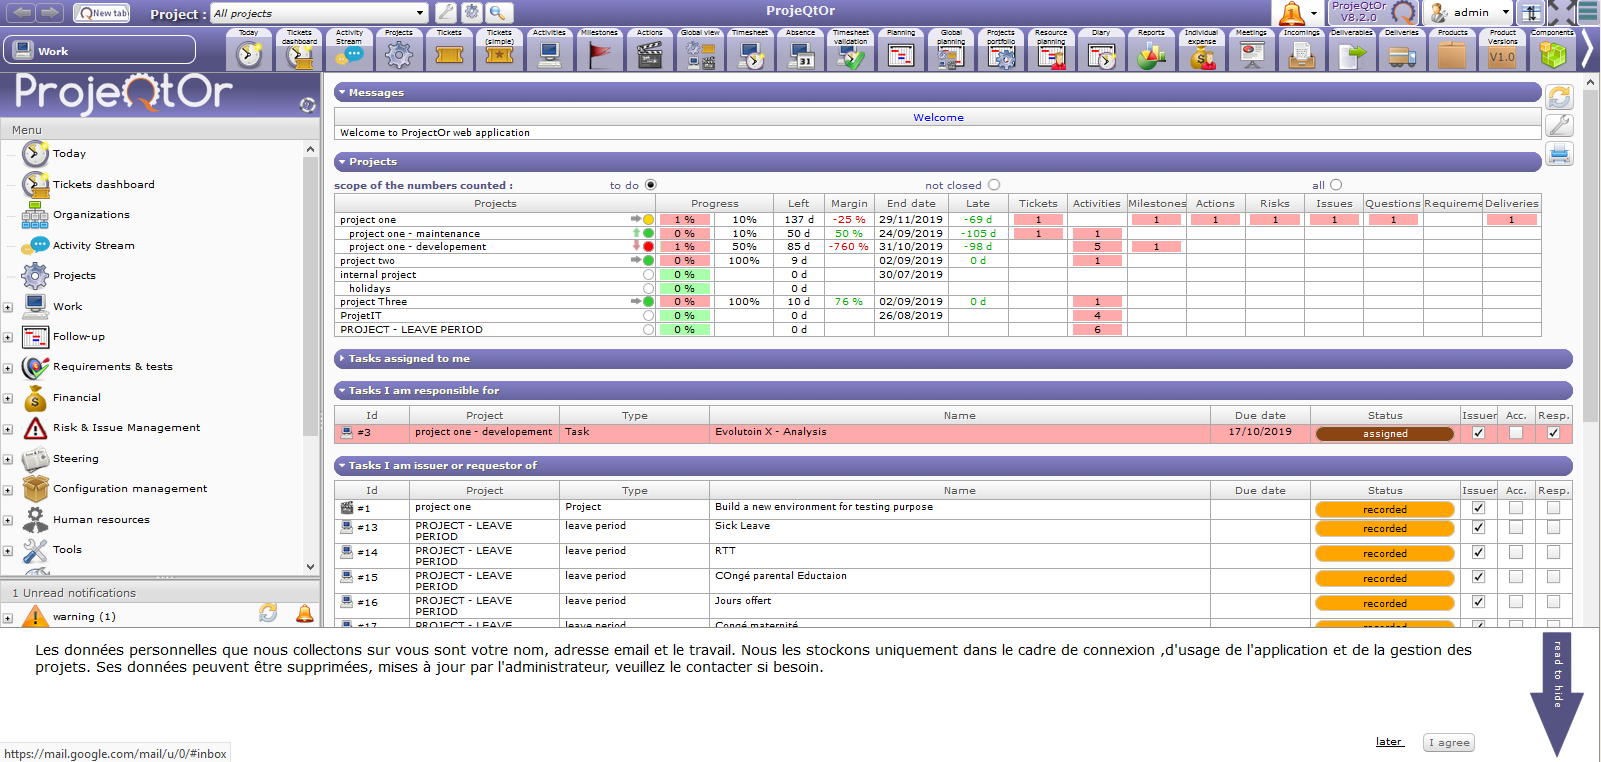 New tab Project : All projects ProjeQtOr 1 ProjeQtOr V8.2.0 admin
Work Today Tickets dashboard Activity Stream Projects Tickets Tickets (simple) Activities Milestones Actions Global view Timesheet Absence Timesheet validation Planning Global planning Projects portfolio Resource planning Diary Reports Individual expense Meetings Incomings Deliverables Deliveries Products Product Versions Components
31 V1.0
ProjeQtOr
Menu
Today
Tickets dashboard
Organizations
Activity Stream
Projects
Work
Follow-up
Requirements & tests
Financial
Risk & Issue Management
Steering
Configuration management
Human resources
Tools
1 Unread notifications
warning (1)
Messages
Welcome
Welcome to ProjectOr web application
Projects
scope of the numbers counted : to do not closed all
Projects Progress Left Margin End date Late Tickets Activities Milestones Actions Risks Issues Questions Requireme Deliveries
project one 1 % 10% 137 d -25 % 29/11/2019 -69 d 1 1 1 1 1 1 1
project one - maintenance 0 % 10% 50 d 50 % 24/09/2019 -105 d 1 1
project one - developement 1 % 50% 85 d -760 % 31/10/2019 -98 d 5 1
project two 0 % 100% 9 d 02/09/2019 0 d 1
internal project 0 % 0 d 30/07/2019
holidays 0 % 0 d
project Three 0 % 100% 10 d 76 % 02/09/2019 0 d 1
ProjetIT 0 % 0 d 26/08/2019 4
PROJECT - LEAVE PERIOD 0 % 0 d 6
Tasks assigned to me
Tasks I am responsible for
Id Project Type Name Due date Status Issuer Acc. Resp.
#3 project one - developement Task Evolutoin X - Analysis 17/10/2019 assigned
Tasks I am issuer or requestor of
Id Project Type Name Due date Status Issuer Acc. Resp.
#1 project one Project Build a new environment for testing purpose recorded
#13 PROJECT - LEAVE PERIOD leave period Sick Leave recorded
#14 PROJECT - LEAVE PERIOD leave period RTT recorded
#15 PROJECT - LEAVE PERIOD leave period COngé parental Eductaion recorded
#16 PROJECT - LEAVE PERIOD leave period Jours offert recorded
#17 PROJECT - LEAVE leave period Congé maternité recorded
Les données personnelles que nous collectons sur vous sont votre nom, adresse email et le travail. Nous les stockons uniquement dans le cadre de connexion ,d'usage de l'application et de la gestion des
projets. Ses données peuvent être supprimées, mises à jour par l'administrateur, veuillez le contacter si besoin.
read to hide
later I agree
https://mail.google.com/mail/u/0/#inbox